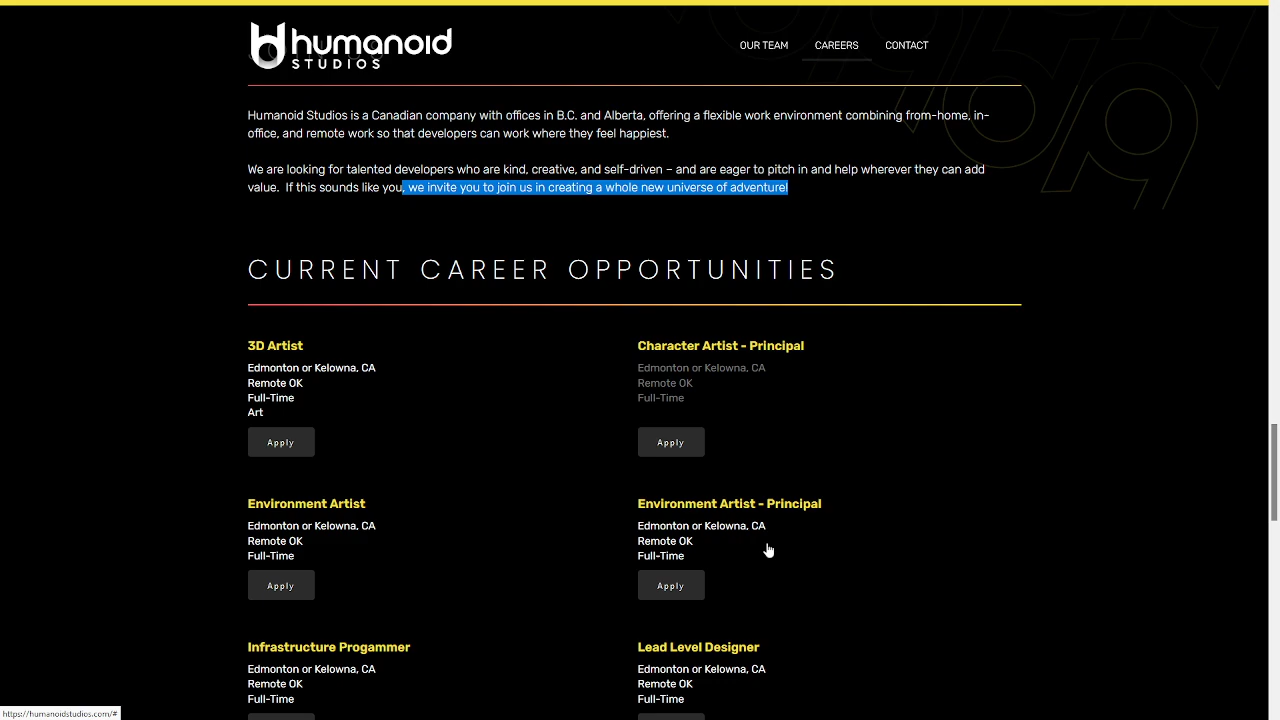 humanoid
STUDIOS
OUR TEAM CAREERS CONTACT
Humanoid Studios is a Canadian company with offices in B.C. and Alberta, offering a flexible work environment combining from-home, in-
office, and remote work so that developers can work where they feel happiest.
We are looking for talented developers who are kind, creative, and self-driven – and are eager to pitch in and help wherever they can add
value. If this sounds like you, we invite you to join us in creating a whole new universe of adventure!
CURRENT CAREER OPPORTUNITIES
3D Artist
Edmonton or Kelowna, CA
Remote OK
Full-Time
Art
Apply
Character Artist - Principal
Edmonton or Kelowna, CA
Remote OK
Full-Time
Apply
Environment Artist
Edmonton or Kelowna, CA
Remote OK
Full-Time
Apply
Environment Artist - Principal
Edmonton or Kelowna, CA
Remote OK
Full-Time
Apply
Infrastructure Progammer
Edmonton or Kelowna, CA
Remote OK
Full-Time
Lead Level Designer
Edmonton or Kelowna, CA
Remote OK
Full-Time
https://humanoidstudios.com/#